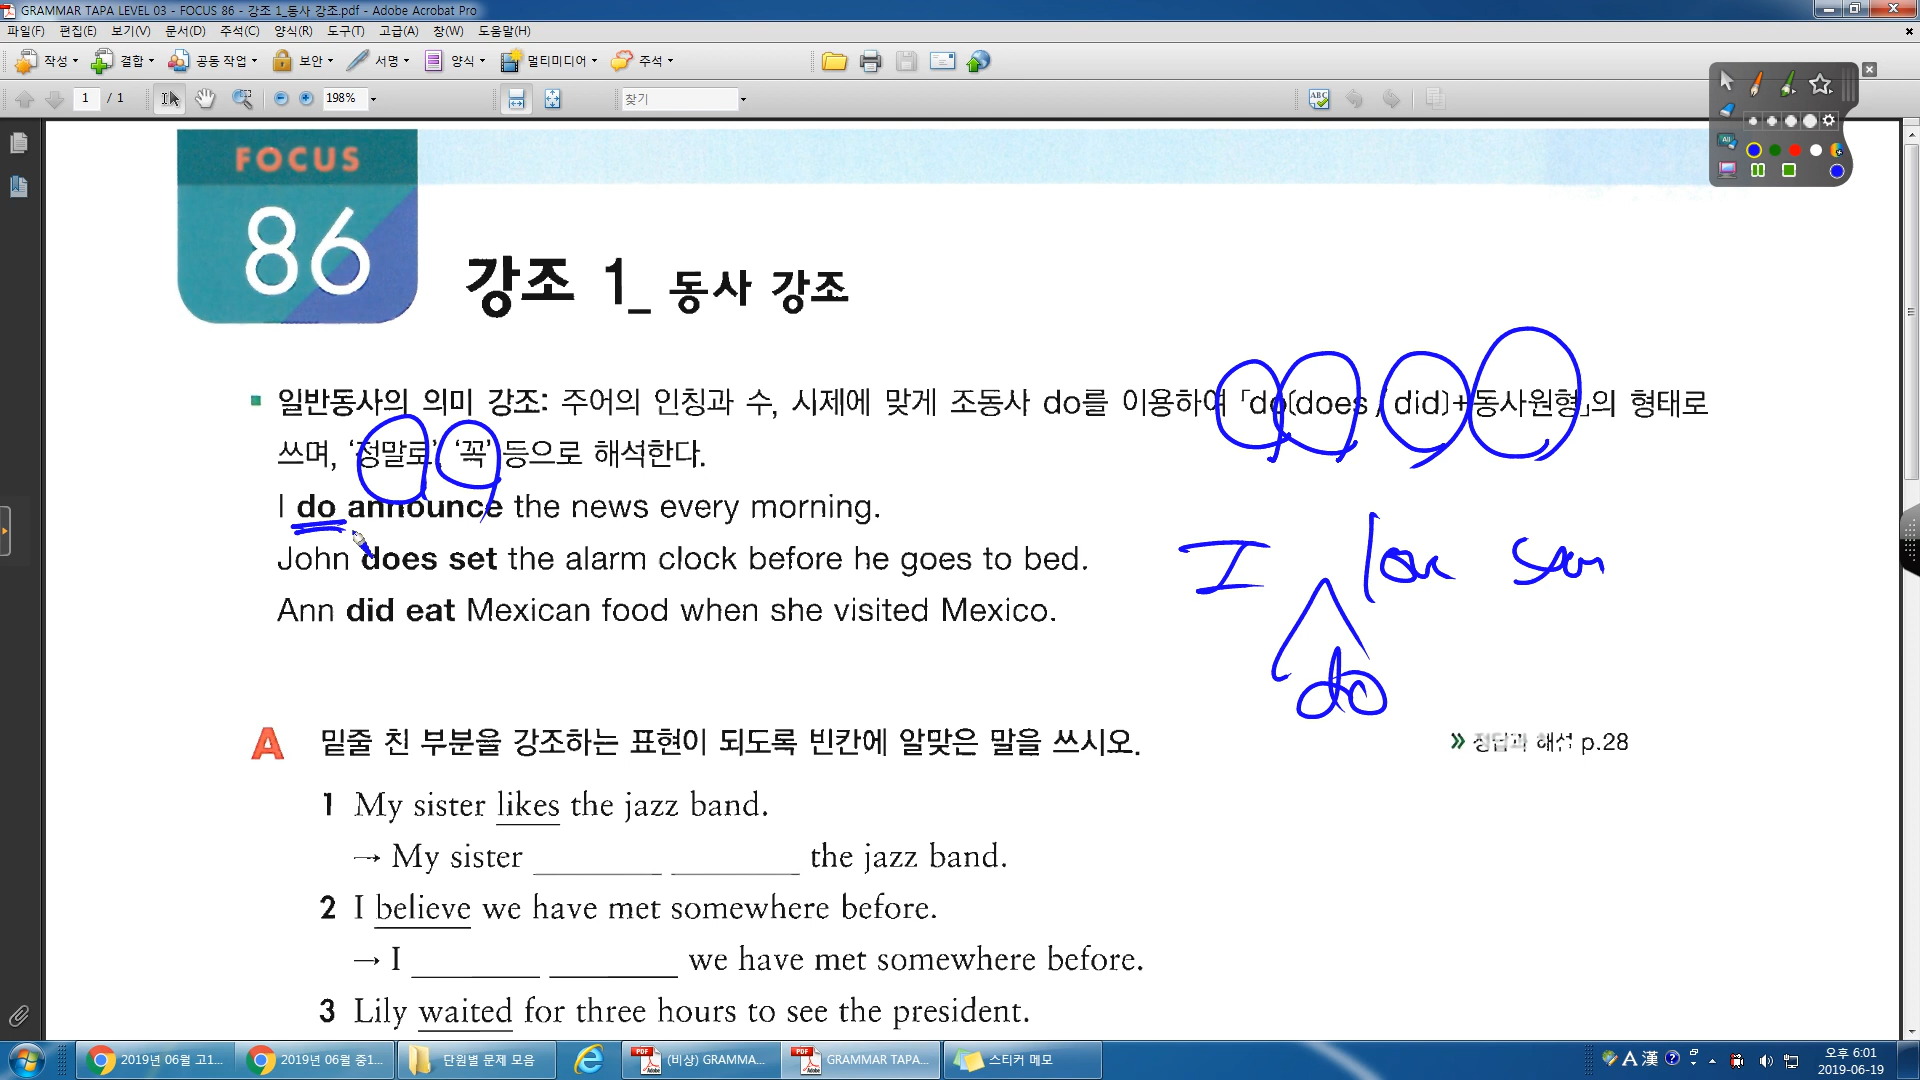 GRAMMAR TAPA LEVEL 03 - FOCUS 86 - 강조 1_동사 강조.pdf - Adobe Acrobat Pro
파일(F) 편집(E) 보기(V) 문서(D) 주석(C) 양식(R) 도구(T) 고급(A) 창(W) 도움말(H)
작성 결합 공동 작업 보안 서명 양식 멀티미디어 주석
1 / 1 198% 찾기
FOCUS
86
강조 1_ 동사 강조
일반동사의 의미 강조: 주어의 인칭과 수, 시제에 맞게 조동사 do를 이용하여 「do(does / did)+동사원형」의 형태로
쓰며, ‘정말로’, ‘꼭’ 등으로 해석한다.
I do announce the news every morning.
John does set the alarm clock before he goes to bed.
Ann did eat Mexican food when she visited Mexico.
I
do
A 밑줄 친 부분을 강조하는 표현이 되도록 빈칸에 알맞은 말을 쓰시오.
» 정답과 해설 p.28
1 My sister likes the jazz band.
→ My sister ________ ________ the jazz band.
2 I believe we have met somewhere before.
→ I ________ ________ we have met somewhere before.
3 Lily waited for three hours to see the president.
2019년 06월 고1... 2019년 06월 중1... 단원별 문제 모음 (비상) GRAMMA... GRAMMAR TAPA... 스티커 메모
A 漢
오후 6:01
2019-06-19